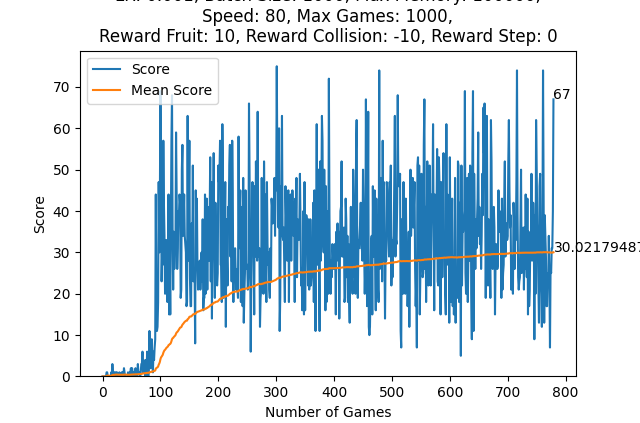 Speed: 80, Max Games: 1000,
Reward Fruit: 10, Reward Collision: -10, Reward Step: 0
Score
Mean Score
67
30.02179487
Score
70
60
50
40
30
20
10
0
0 100 200 300 400 500 600 700 800
Number of Games